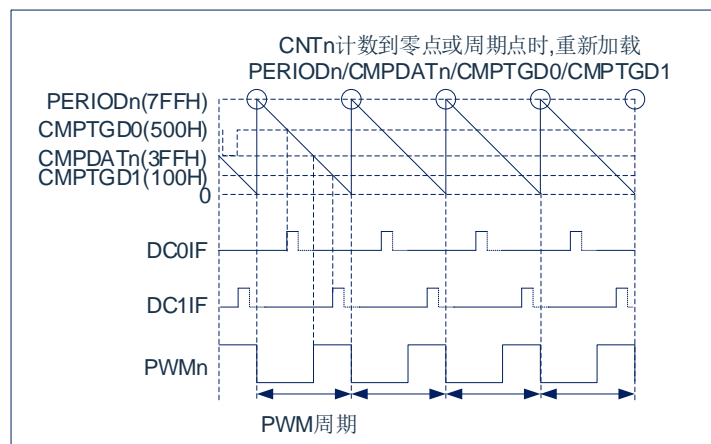 CNTn计数到零点或周期点时,重新加载
PERIODn/CMPDATn/CMPTGD0/CMPTGD1
PERIODn(7FFH)
CMPTGD0(500H)
CMPDATn(3FFH)
CMPTGD1(100H)
0
DC0IF
DC1IF
PWMn
PWM周期